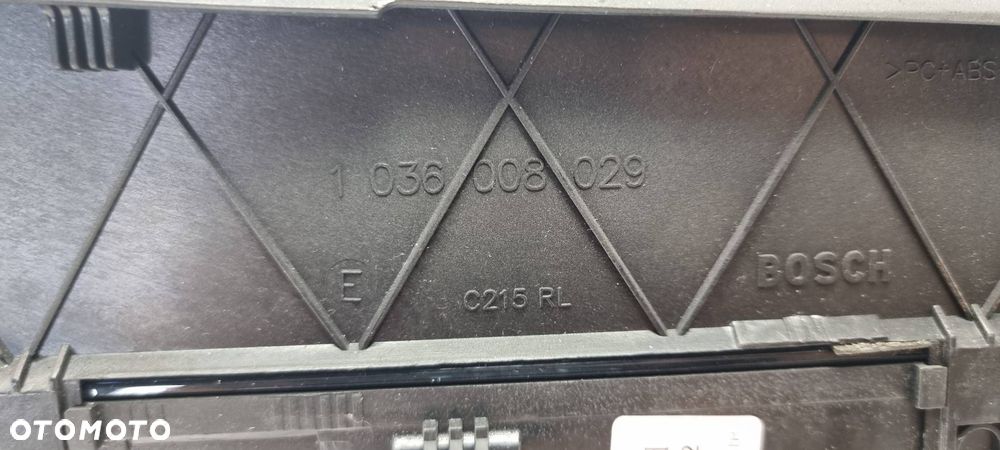 >PC+ABS
1 036 008 029
BOSCH
E
C215 RL
OTOMOTO